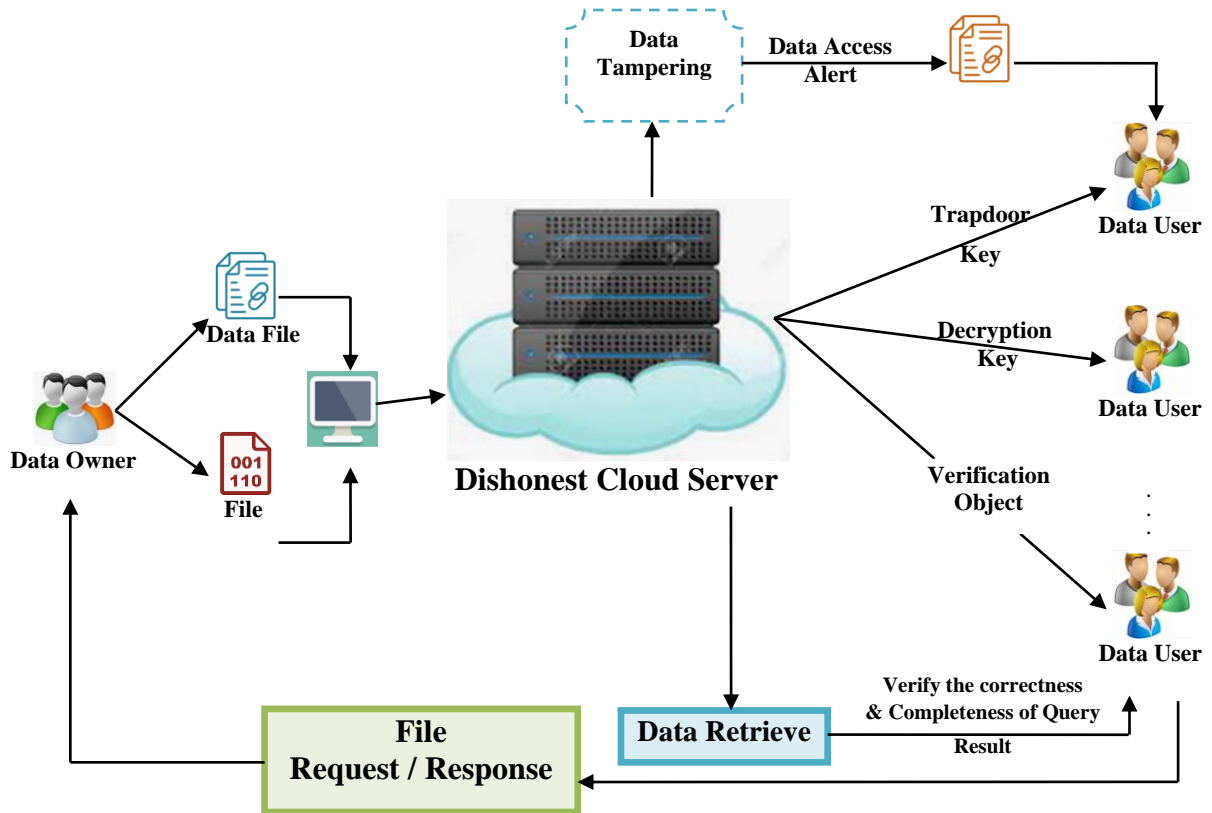 Data
Tampering
Data Access
Alert
Trapdoor
Key
Data User
Data File
Decryption
Key
Data User
Data Owner
001
110
File
Dishonest Cloud Server
Verification
Object
Data User
File
Request / Response
Data Retrieve
Verify the correctness
& Completeness of Query
Result